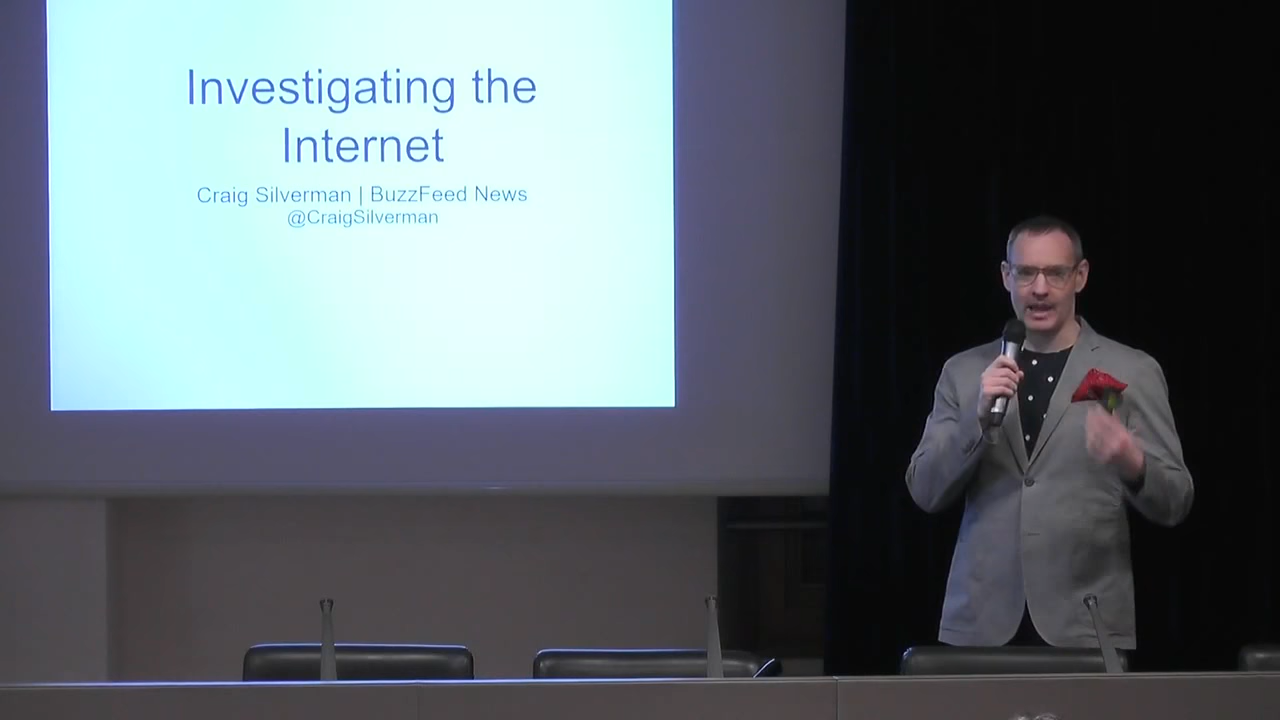 Investigating the
Internet
Craig Silverman | BuzzFeed News
@CraigSilverman